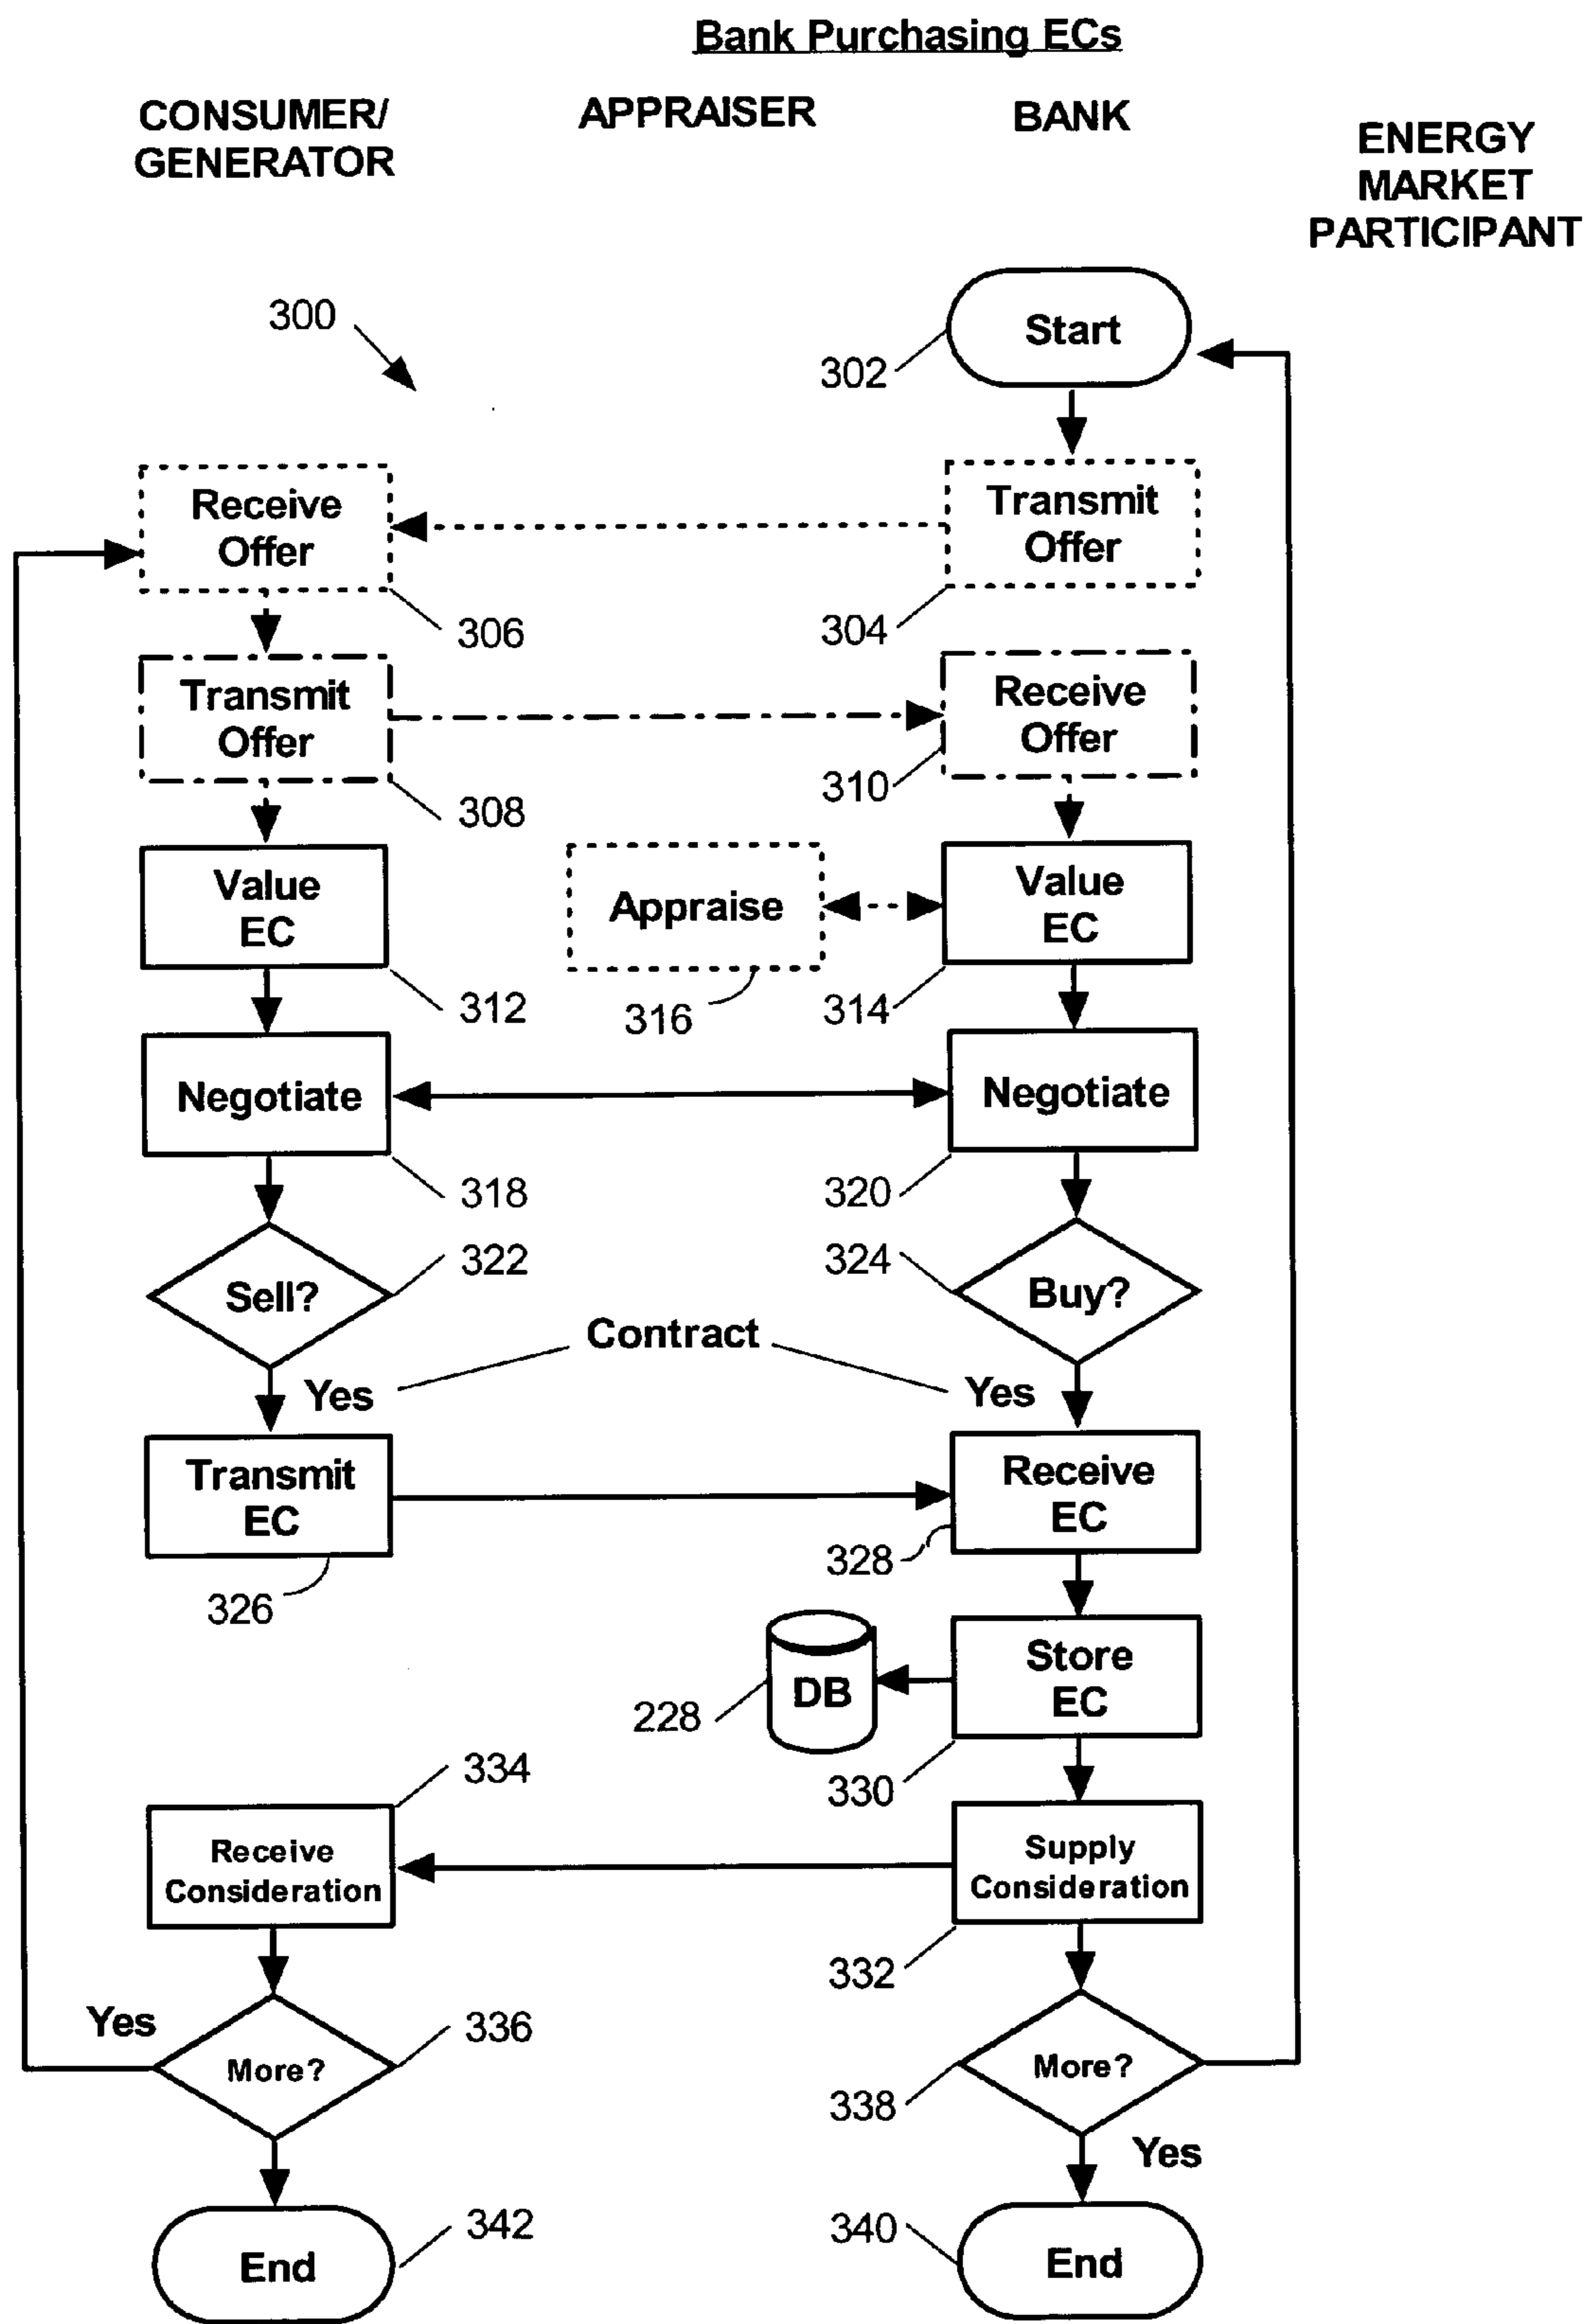 Bank Purchasing ECs
CONSUMER/
GENERATOR
APPRAISER
BANK
ENERGY
MARKET
PARTICIPANT
300
Start
302
Receive
Offer
306
Transmit
Offer
304
Transmit
Offer
308
Receive
Offer
310
Value
EC
312
Appraise
316
Value
EC
314
Negotiate
318
Negotiate
320
Sell?
322
Buy?
324
Contract
Yes
Yes
Transmit
EC
326
Receive
EC
328
DB
228
Store
EC
330
334
Receive
Consideration
Supply
Consideration
332
Yes
More?
336
More?
338
Yes
End
342
End
340